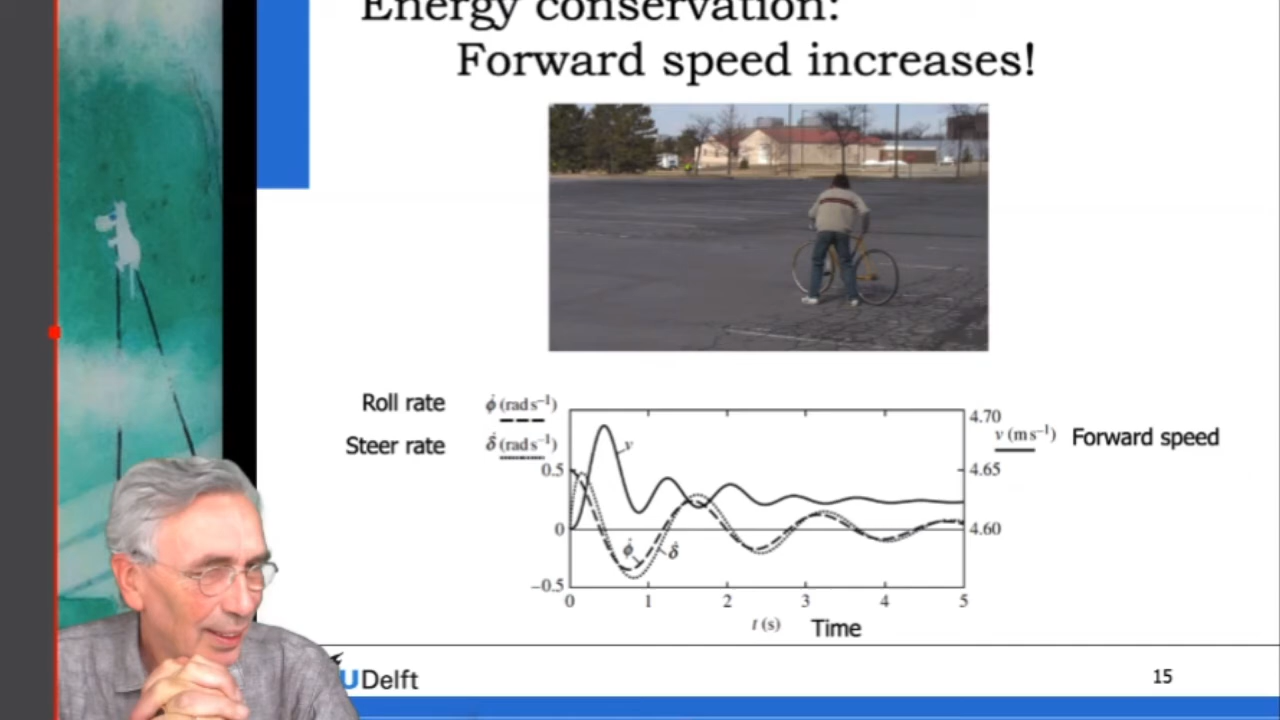 Energy conservation:
Forward speed increases!
Roll rate
φ̇ (rad s⁻¹)
Steer rate
δ̇ (rad s⁻¹)
0.5
0
−0.5
v
φ̇
δ̇
4.70
4.65
4.60
v (m s⁻¹)
Forward speed
0 1 2 3 4 5
t (s) Time
UDelft
15